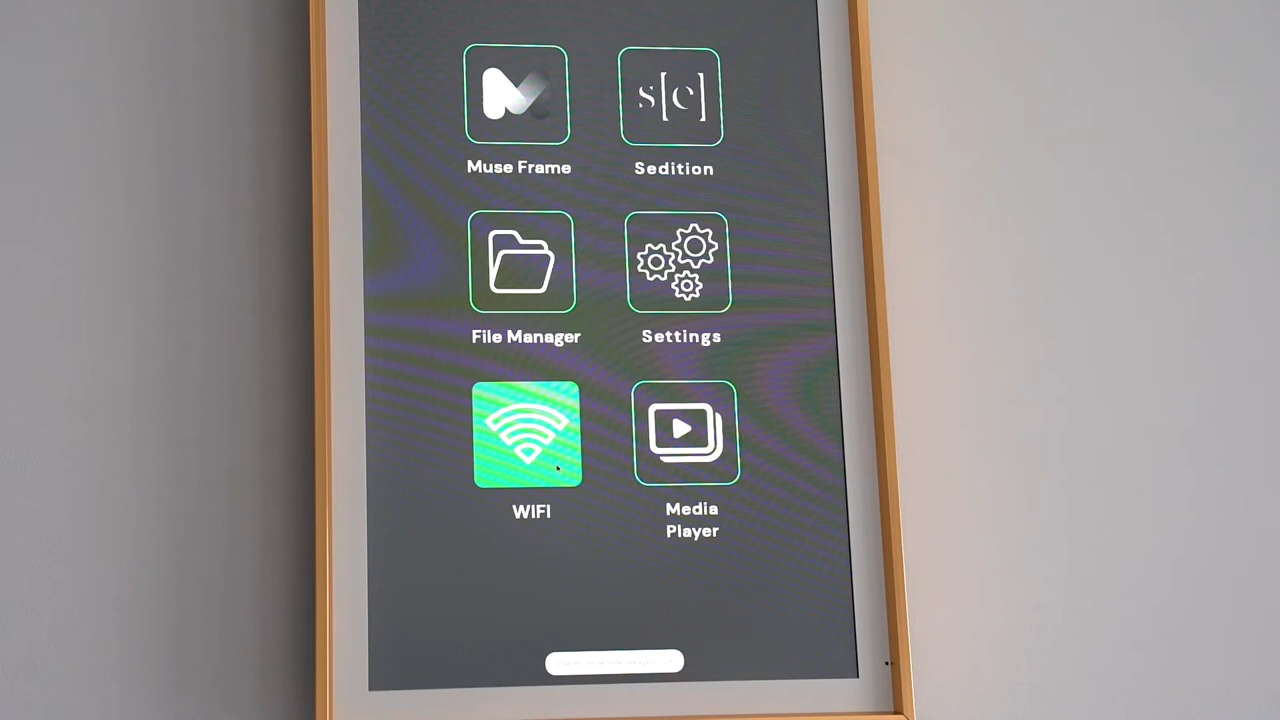 s[e]
Muse Frame
Sedition
File Manager
Settings
WIFI
Media
Player